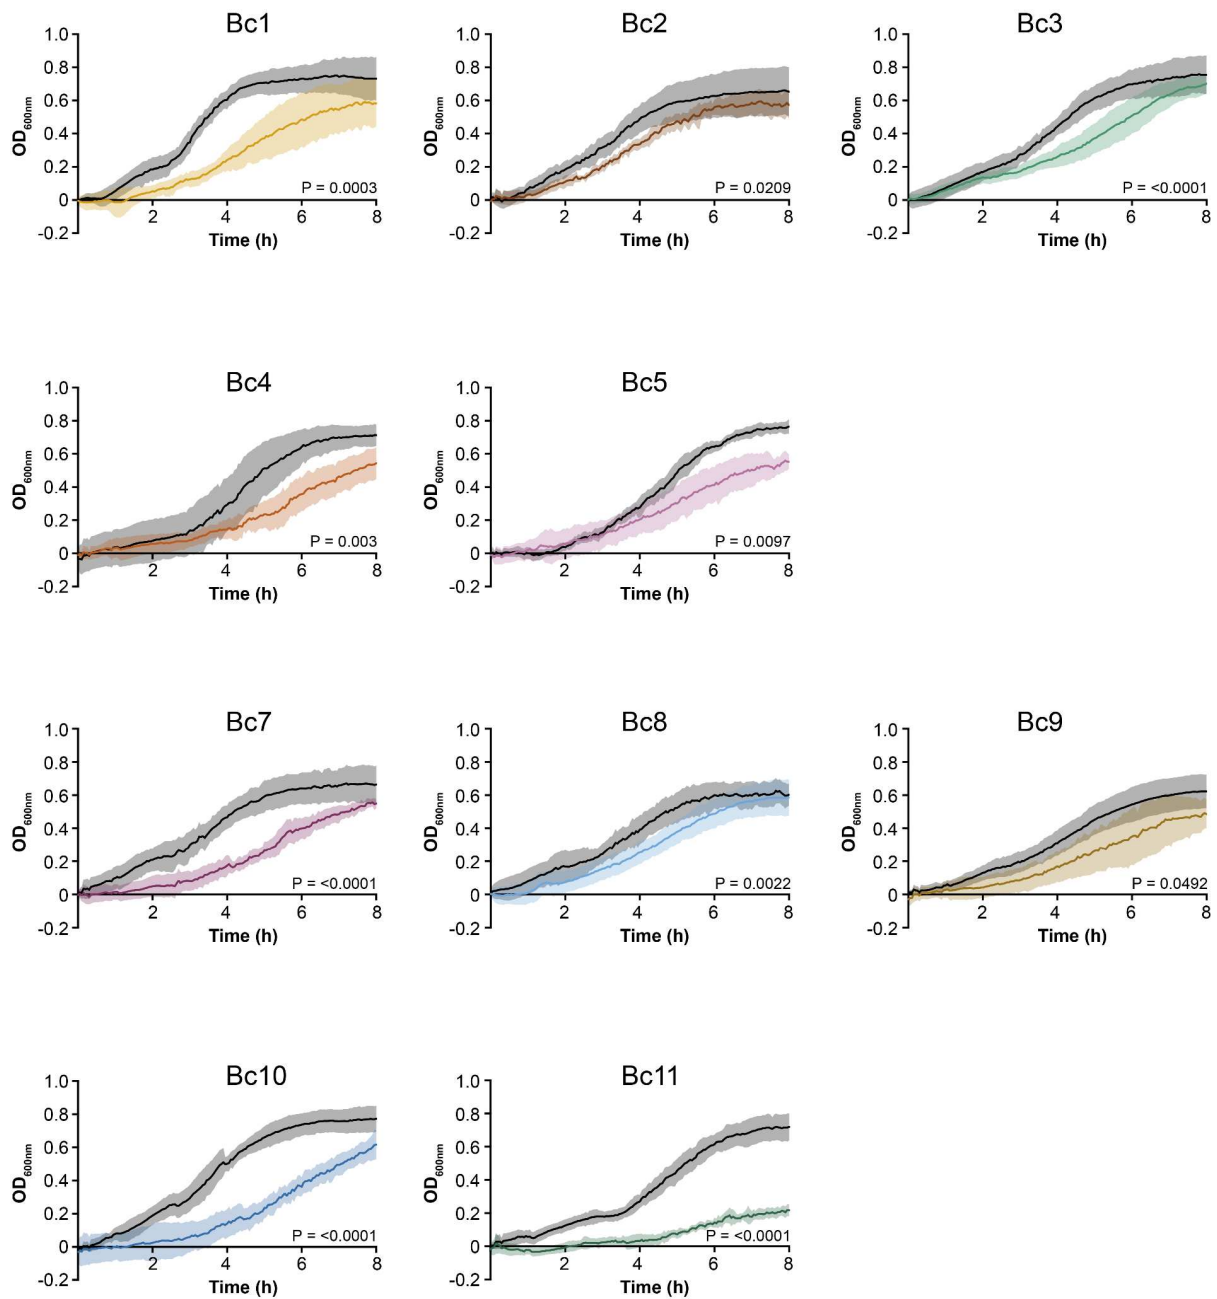 Bc1
1.0
0.8
0.6
0.4
0.2
0
-0.2
OD600nm
P = 0.0003
2 4 6 8
Time (h)
Bc2
1.0
0.8
0.6
0.4
0.2
0
-0.2
OD600nm
P = 0.0209
2 4 6 8
Time (h)
Bc3
1.0
0.8
0.6
0.4
0.2
0
-0.2
OD600nm
P = <0.0001
2 4 6 8
Time (h)
Bc4
1.0
0.8
0.6
0.4
0.2
0
-0.2
OD600nm
P = 0.003
2 4 6 8
Time (h)
Bc5
1.0
0.8
0.6
0.4
0.2
0
-0.2
OD600nm
P = 0.0097
2 4 6 8
Time (h)
Bc7
1.0
0.8
0.6
0.4
0.2
0
-0.2
OD600nm
P = <0.0001
2 4 6 8
Time (h)
Bc8
1.0
0.8
0.6
0.4
0.2
0
-0.2
OD600nm
P = 0.0022
2 4 6 8
Time (h)
Bc9
1.0
0.8
0.6
0.4
0.2
0
-0.2
OD600nm
P = 0.0492
2 4 6 8
Time (h)
Bc10
1.0
0.8
0.6
0.4
0.2
0
-0.2
OD600nm
P = <0.0001
2 4 6 8
Time (h)
Bc11
1.0
0.8
0.6
0.4
0.2
0
-0.2
OD600nm
P = <0.0001
2 4 6 8
Time (h)